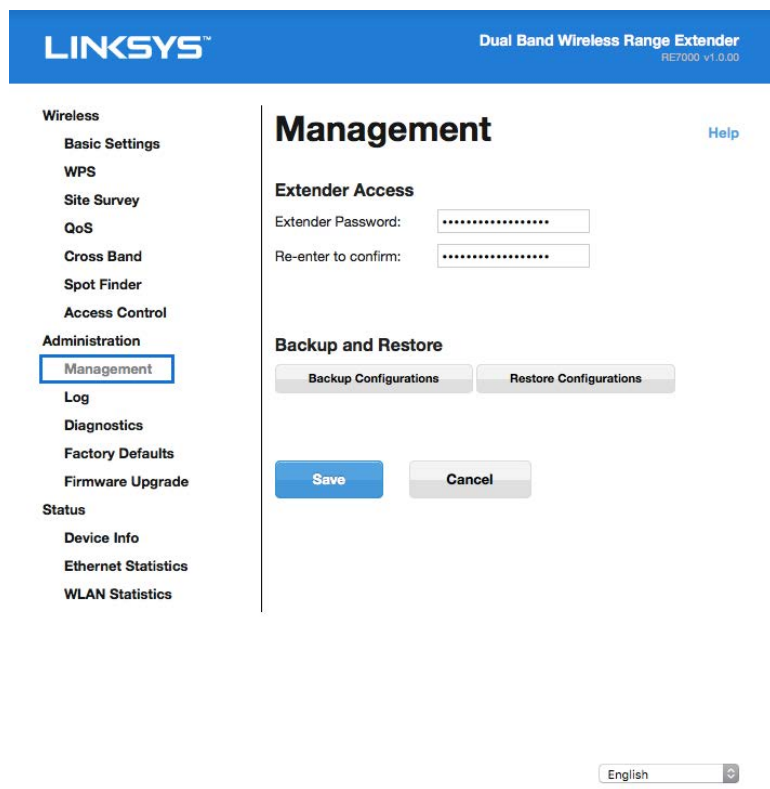 LINKSYS™
Dual Band Wireless Range Extender
RE7000 v1.0.00
Wireless
Basic Settings
WPS
Site Survey
QoS
Cross Band
Spot Finder
Access Control
Administration
Management
Log
Diagnostics
Factory Defaults
Firmware Upgrade
Status
Device Info
Ethernet Statistics
WLAN Statistics
Management
Help
Extender Access
Extender Password: ••••••••••••••••••
Re-enter to confirm: ••••••••••••••••••
Backup and Restore
Backup Configurations Restore Configurations
Save Cancel
English